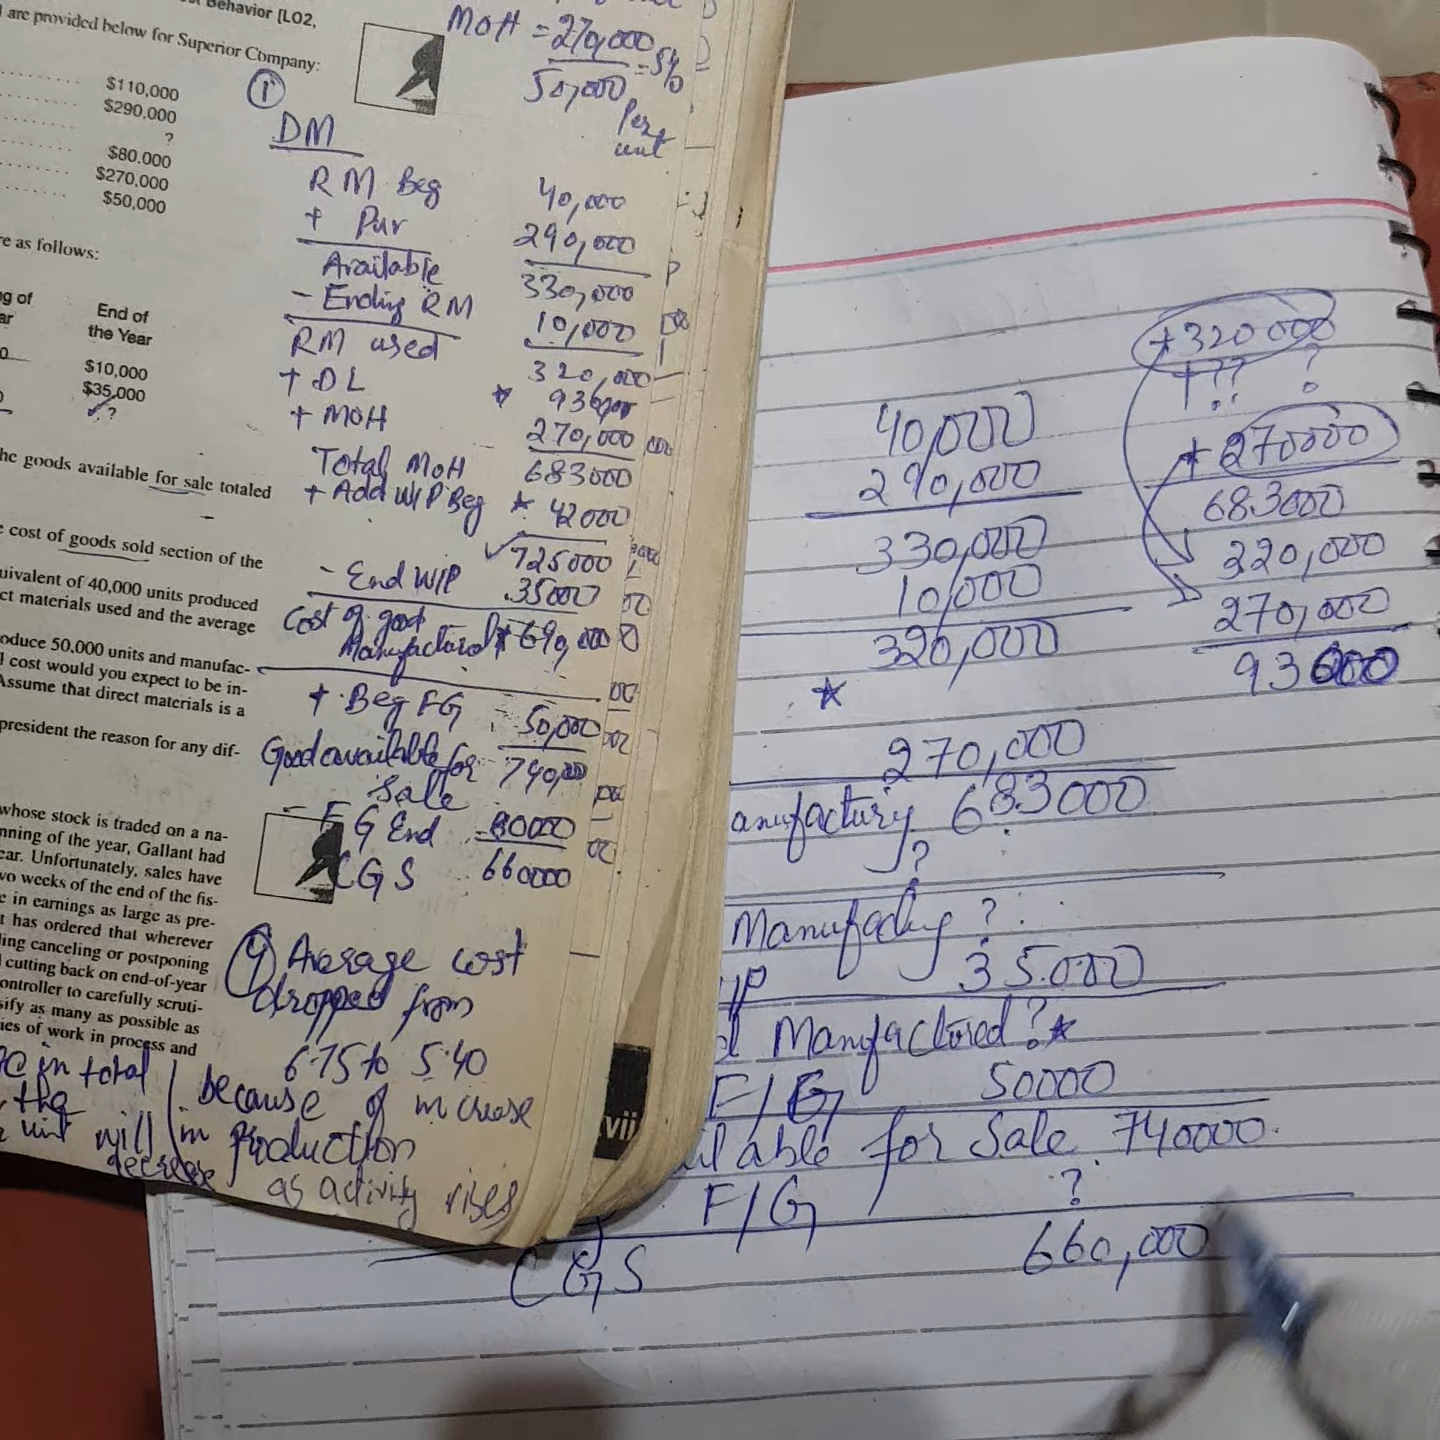 Behavior [LO2,
are provided below for Superior Company:
$110,000
$290,000
?
$80.000
$270,000
$50,000
re as follows:
End of
the Year
$10,000
$35,000
?
he goods available for sale totaled
cost of goods sold section of the
uivalent of 40,000 units produced
ct materials used and the average
oduce 50,000 units and manufac-
l cost would you expect to be in-
Assume that direct materials is a
president the reason for any dif-
whose stock is traded on a na-
nning of the year, Gallant had
ear. Unfortunately, sales have
wo weeks of the end of the fis-
e in earnings as large as pre-
t has ordered that wherever
ling canceling or postponing
cutting back on end-of-year
ontroller to carefully scruti-
sify as many as possible as
ies of work in process and
in total
the
unit will
decrease
MOH = 270,000
50,000
= 5.40
Per
unit
1
DM
RM Beg 40,000
+ Pur 290,000
Available 330,000
- Ending RM 10,000
RM used 320,000
+ DL * 93000
+ MOH 270,000
Total MOH 683000
+ Add WIP Beg * 42000
725000
- End WIP 35000
Cost of good
Manufactured * 690,000
+ Beg FG 50,000
Good available for
Sale 740,000
- FG End - 80000
CGS 660000
4 Average cost
dropped from
6.75 to 5.40
because of increase
in Production
as activity rises
vii
+320000
+?? ?
+270000
683000
320,000
270,000
93000
40,000
290,000
330,000
10,000
320,000
270,000
anufacturing 683000
?
Manufacturing ?
35.000
d Manufactured ?*
F/G 50000
ilable for Sale 740000
F/G ?
CGS 660,000